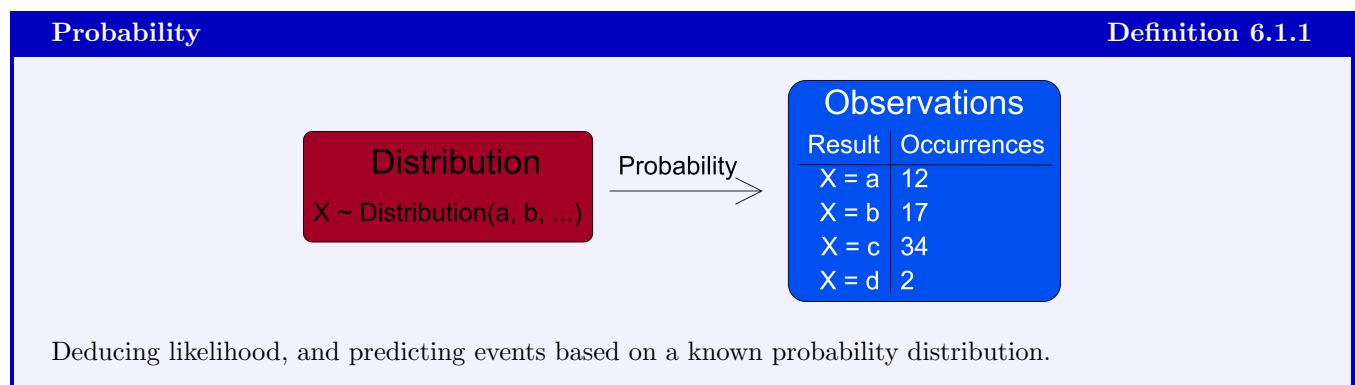 Probability Definition 6.1.1
Observations
Distribution
X ~ Distribution(a, b, ...)
Probability
Result Occurrences
X = a 12
X = b 17
X = c 34
X = d 2
Deducing likelihood, and predicting events based on a known probability distribution.